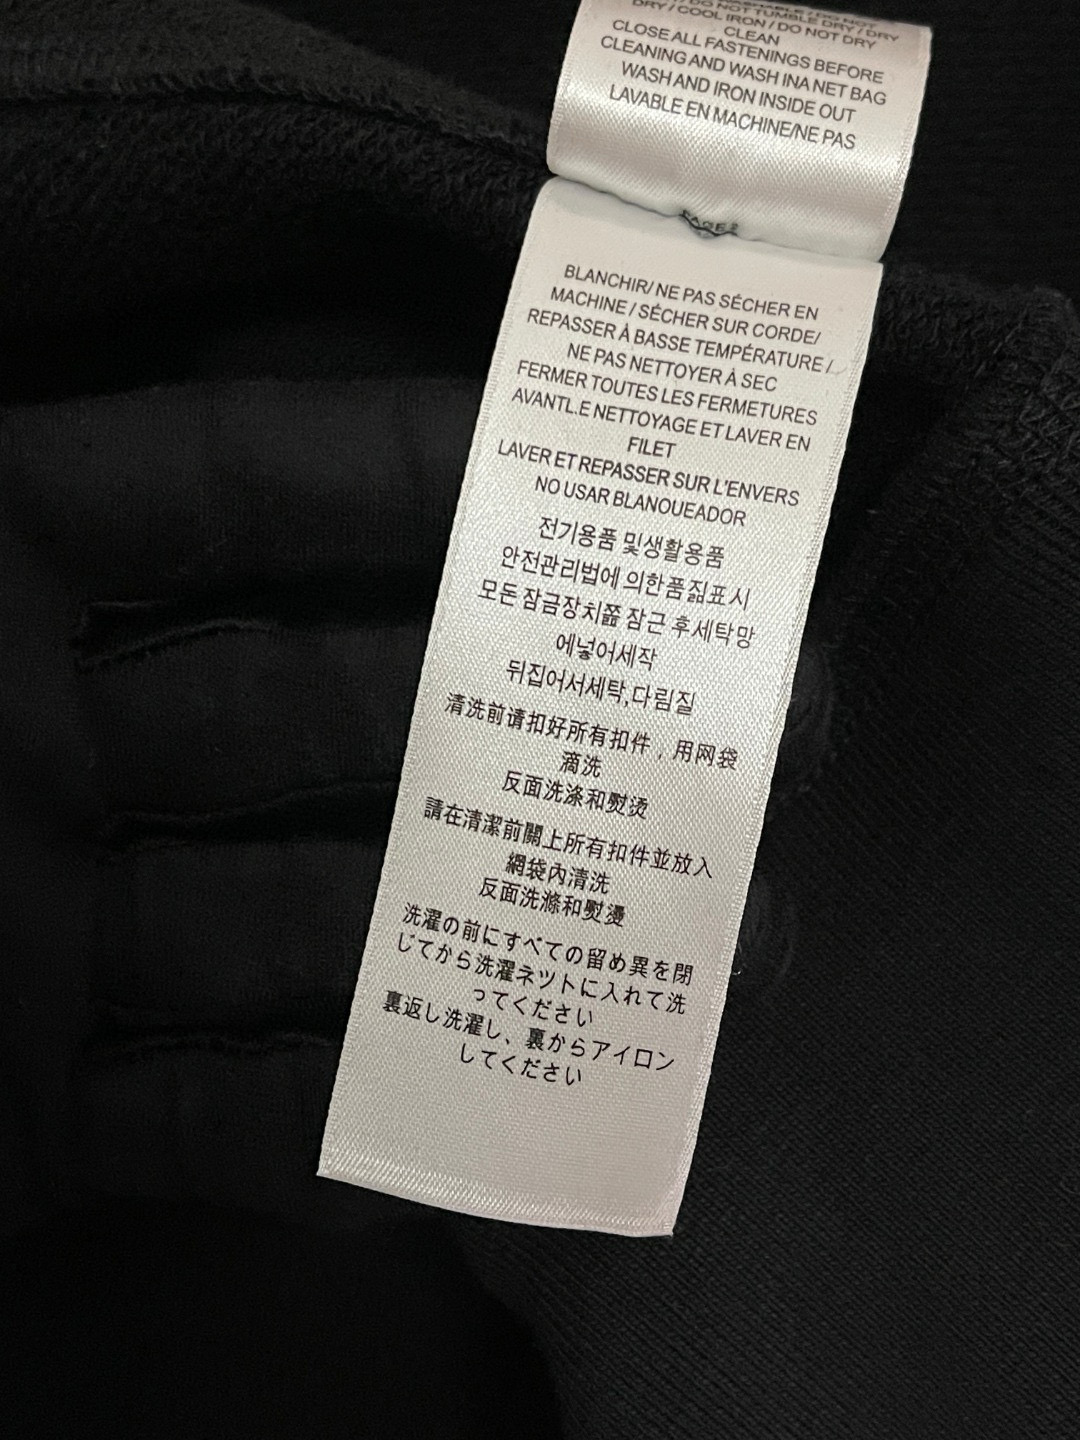 DO NOT TUMBLE DRY / DRY
DRY / COOL IRON / DO NOT DRY
CLEAN
CLOSE ALL FASTENINGS BEFORE
CLEANING AND WASH INA NET BAG
WASH AND IRON INSIDE OUT
LAVABLE EN MACHINE/NE PAS
PAGE 2
BLANCHIR/ NE PAS SÉCHER EN
MACHINE / SÉCHER SUR CORDE/
REPASSER À BASSE TEMPÉRATURE /
NE PAS NETTOYER À SEC
FERMER TOUTES LES FERMETURES
AVANTL.E NETTOYAGE ET LAVER EN
FILET
LAVER ET REPASSER SUR L'ENVERS
NO USAR BLANOUEADOR
전기용품 및생활용품
안전관리법에 의한품짊표시
모든 잠금장치쯞 잠근 후세탁망
에넣어세작
뒤집어서세탁,다림질
清洗前请扣好所有扣件，用网袋
滴洗
反面洗涤和熨烫
請在清潔前關上所有扣件並放入
網袋內清洗
反面洗滌和熨燙
洗濯の前にすべての留め異を閉
じてから洗濯ネツトに入れて洗
ってください
裏返し洗濯し、裏からアイロン
してください